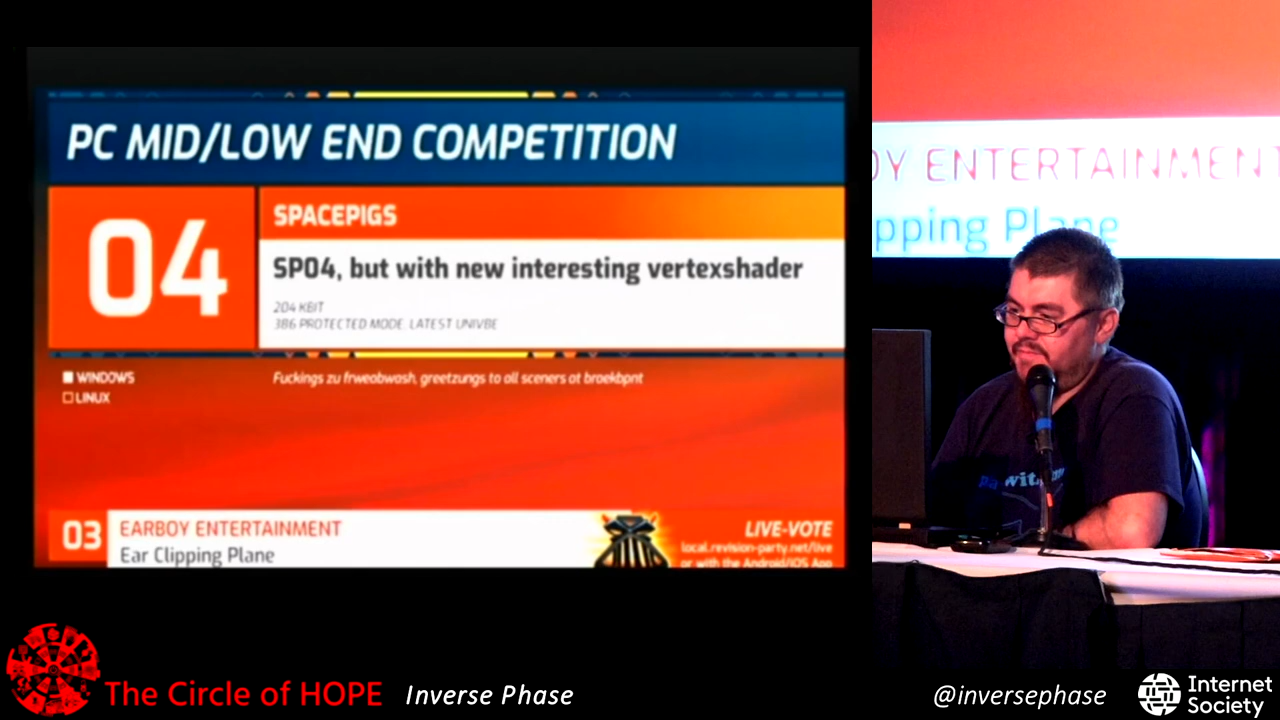 PC MID/LOW END COMPETITION
04
SPACEPIGS
SP04, but with new interesting vertexshader
204 KBIT
386 PROTECTED MODE, LATEST UNIVBE
WINDOWS
LINUX
Fuckings zu frweabwash, greetzungs to all sceners at broekbpnt
03
EARBOY ENTERTAINMENT
Ear Clipping Plane
LIVE-VOTE
local.revision-party.net/live
or with the Android/iOS App
OY ENTERTAINMENT
pping Plane
with
The Circle of HOPE
Inverse Phase
@inversephase
Internet
Society